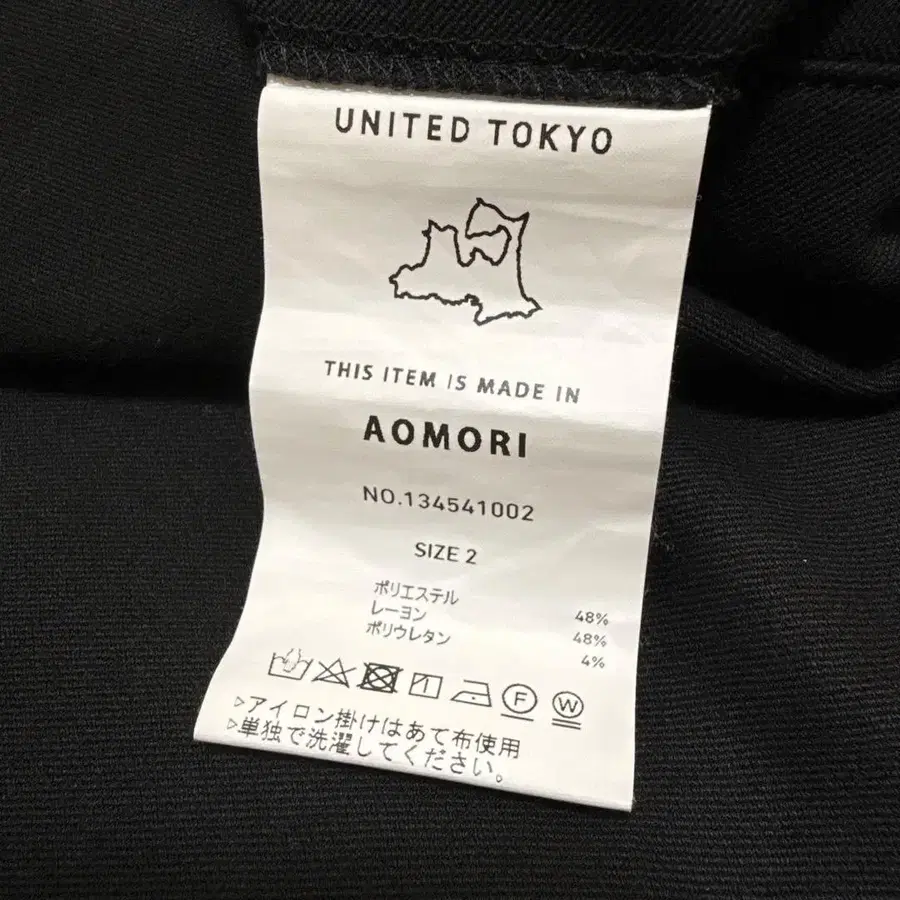 UNITED TOKYO
THIS ITEM IS MADE IN
AOMORI
NO.134541002
SIZE 2
ポリエステル 48%
レーヨン 48%
ポリウレタン 4%
F W
▷アイロン掛けはあて布使用
▷単独で洗濯してください。